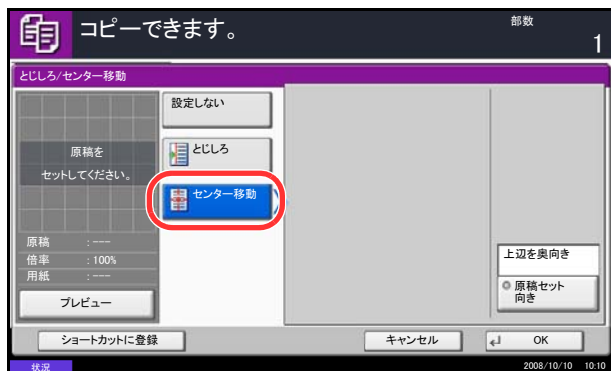 コピーできます。
部数
1
とじしろ/センター移動
設定しない
原稿を
セットしてください。
とじしろ
センター移動
原稿 : ---
倍率 : 100%
用紙 : ---
プレビュー
上辺を奥向き
原稿セット
向き
ショートカットに登録
キャンセル
OK
状況
2008/10/10 10:10